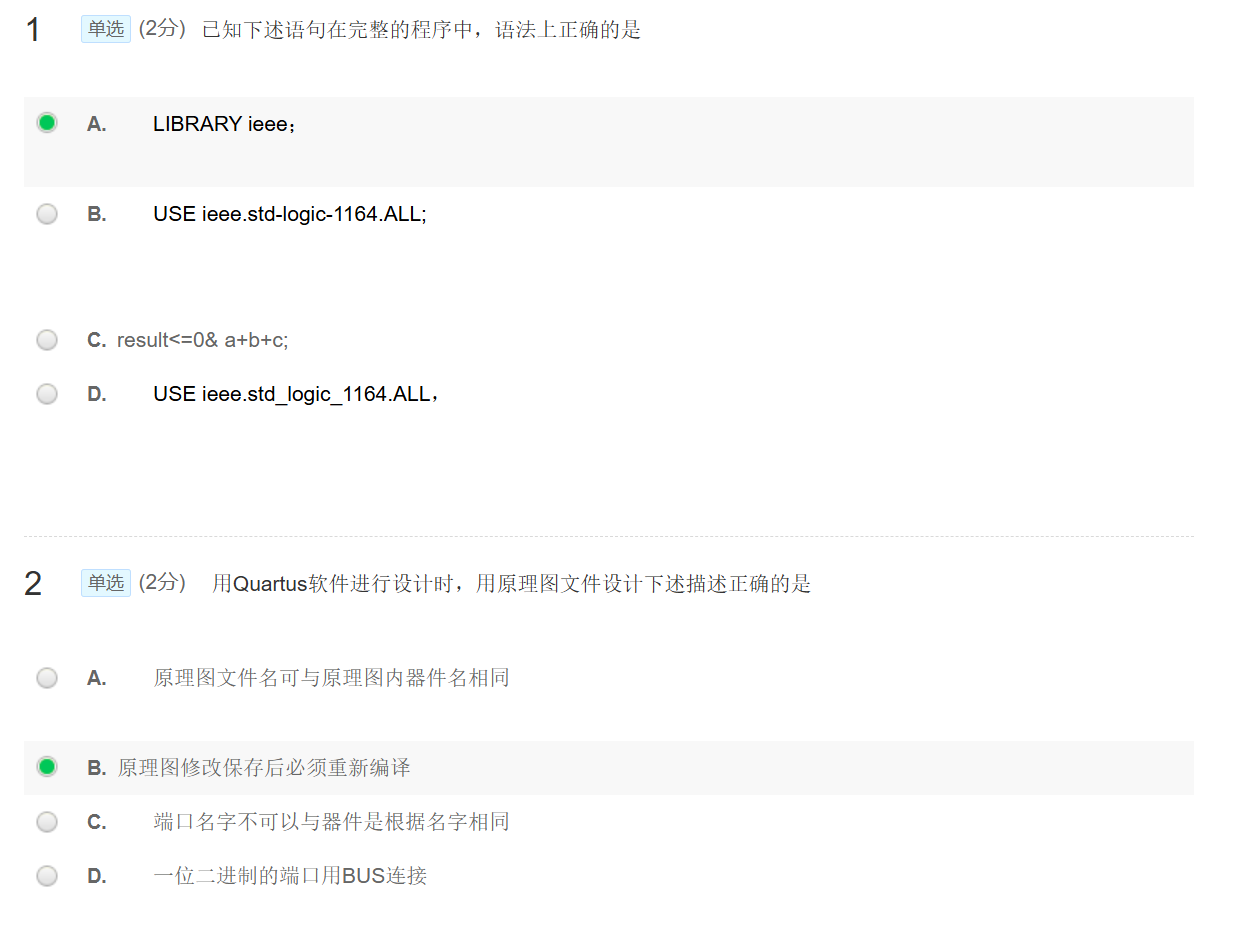 1 单选 (2分) 已知下述语句在完整的程序中，语法上正确的是
A. LIBRARY ieee；
B. USE ieee.std-logic-1164.ALL;
C. result<=0& a+b+c;
D. USE ieee.std_logic_1164.ALL，
2 单选 (2分) 用Quartus软件进行设计时，用原理图文件设计下述描述正确的是
A. 原理图文件名可与原理图内器件名相同
B. 原理图修改保存后必须重新编译
C. 端口名字不可以与器件是根据名字相同
D. 一位二进制的端口用BUS连接